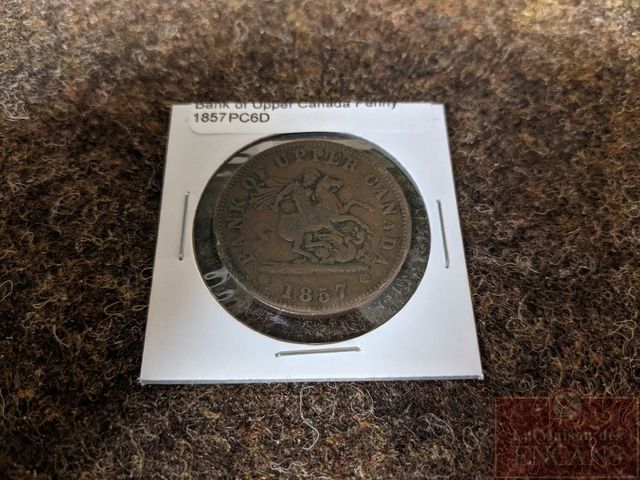 Bank of Upper Canada Penny
1857PC6D
BANK OF UPPER CANADA
1857
La Maison des
ENCANS